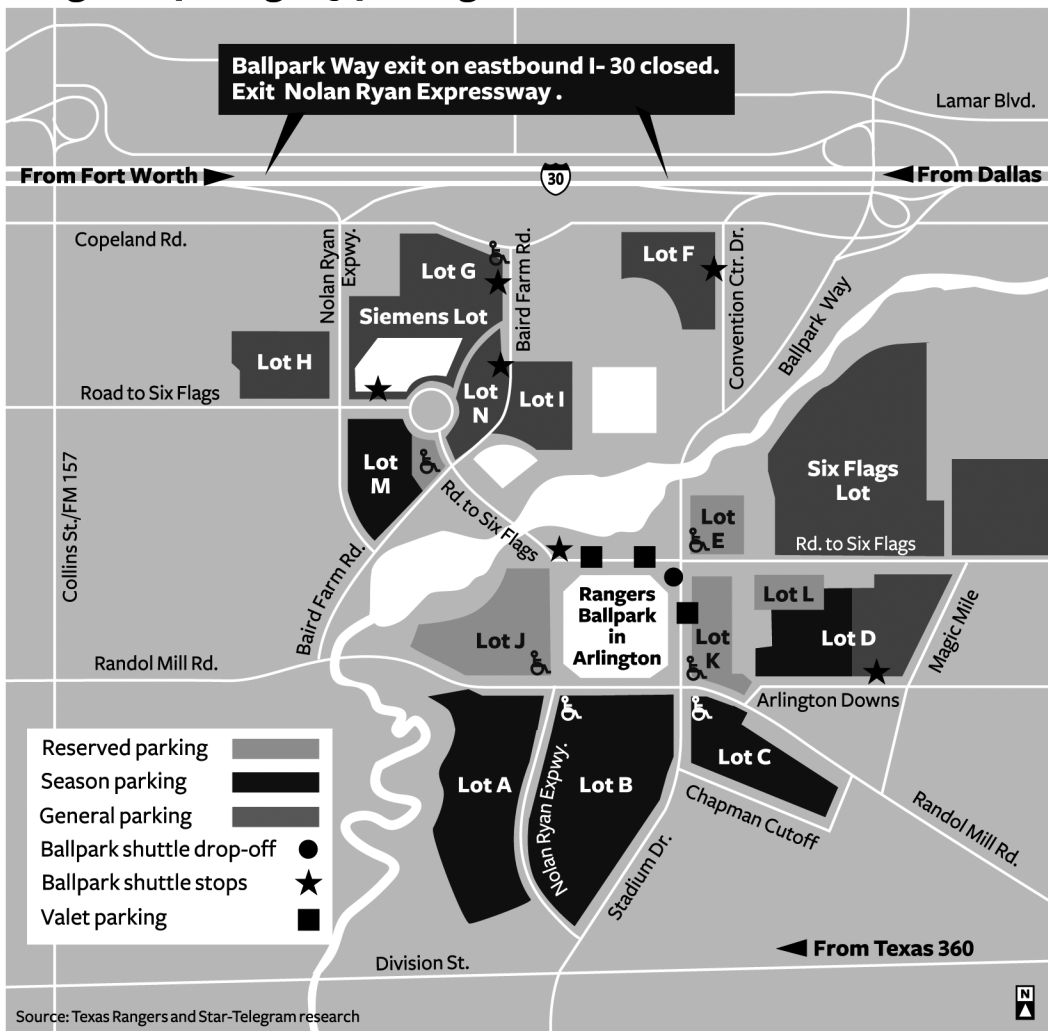 Ballpark Way exit on eastbound I-30 closed.
Exit Nolan Ryan Expressway.
Lamar Blvd.
From Fort Worth
30
From Dallas
Copeland Rd.
Nolan Ryan
Expwy.
Lot G
Baird Farm Rd.
Lot F
Convention Ctr. Dr.
Ballpark Way
Siemens Lot
Lot H
Road to Six Flags
Lot
N
Lot I
Collins St./FM 157
Lot
M
Six Flags
Lot
Rd. to Six Flags
Lot
E
Rd. to Six Flags
Baird Farm Rd.
Rangers
Ballpark
in
Arlington
Lot L
Lot J
Lot
K
Lot D
Magic Mile
Randol Mill Rd.
Arlington Downs
Reserved parking
Season parking
General parking
Ballpark shuttle drop-off
Ballpark shuttle stops
Valet parking
Lot A
Nolan Ryan Expwy.
Lot B
Lot C
Chapman Cutoff
Randol Mill Rd.
Stadium Dr.
From Texas 360
Division St.
N
Source: Texas Rangers and Star-Telegram research